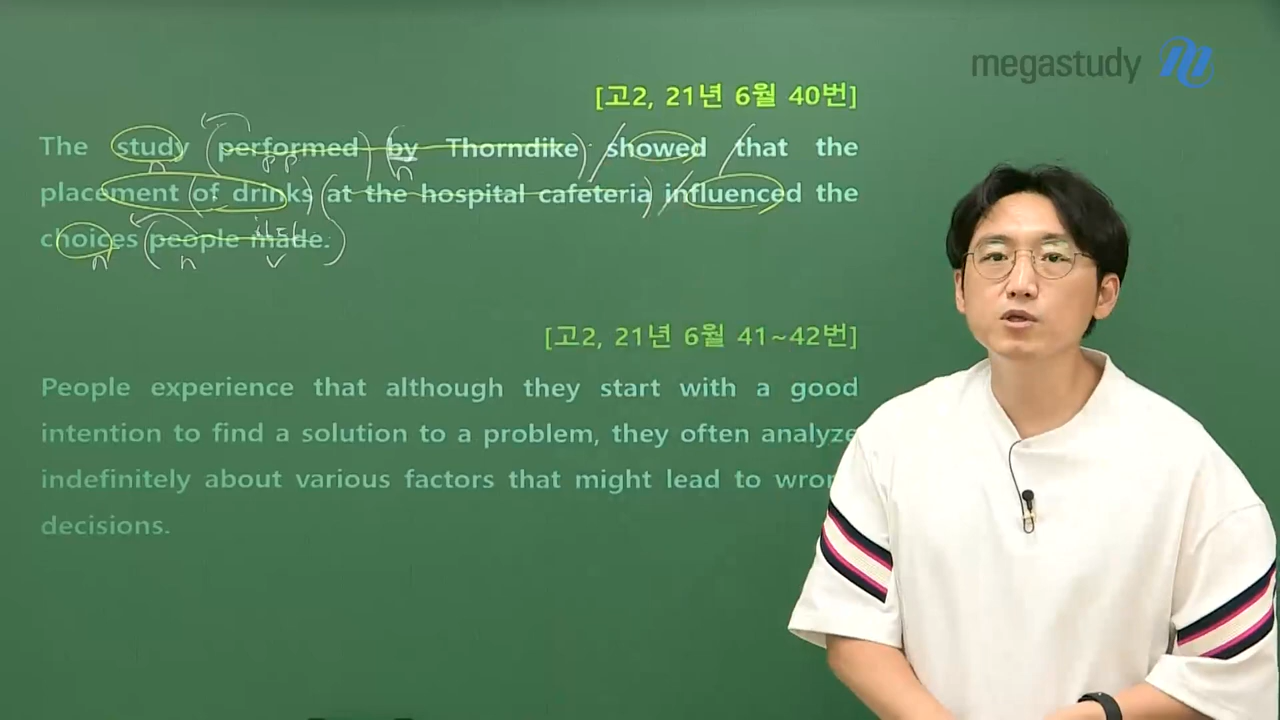 megastudy
[고2, 21년 6월 40번]
The study performed by Thorndike showed that the
p.p n
n
placement of drinks at the hospital cafeteria influenced the
choices people made.
n n v
[고2, 21년 6월 41~42번]
People experience that although they start with a good
intention to find a solution to a problem, they often analyze
indefinitely about various factors that might lead to wron
decisions.